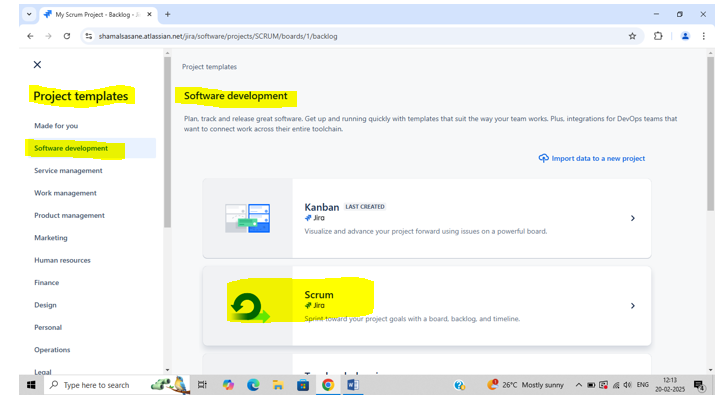 My Scrum Project - Backlog - Ji
shamalsasane.atlassian.net/jira/software/projects/SCRUM/boards/1/backlog
Project templates
Made for you
Software development
Service management
Work management
Product management
Marketing
Human resources
Finance
Design
Personal
Operations
Legal
Project templates
Software development
Plan, track and release great software. Get up and running quickly with templates that suit the way your team works. Plus, integrations for DevOps teams that
want to connect work across their entire toolchain.
Import data to a new project
Kanban LAST CREATED
Jira
Visualize and advance your project forward using issues on a powerful board.
Scrum
Jira
Sprint toward your project goals with a board, backlog, and timeline.
Type here to search
26°C Mostly sunny
ENG
12:13
20-02-2025
4